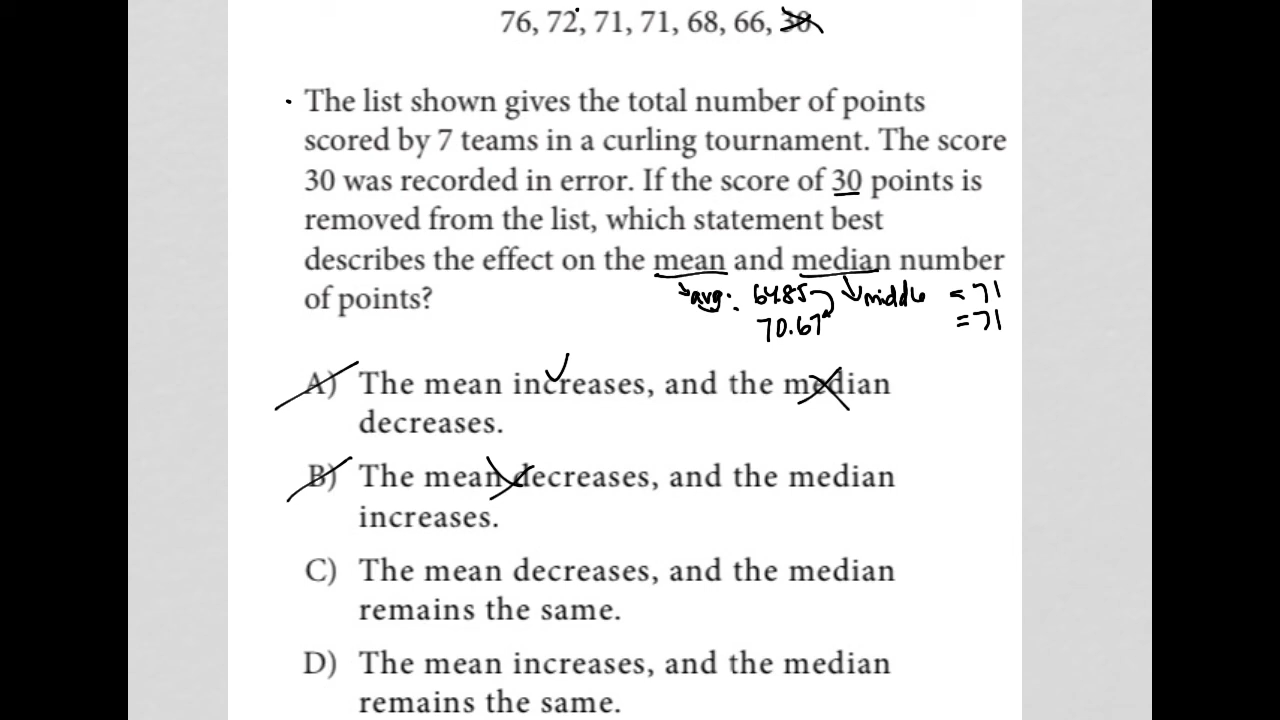 76, 72, 71, 71, 68, 66, 30
The list shown gives the total number of points
scored by 7 teams in a curling tournament. The score
30 was recorded in error. If the score of 30 points is
removed from the list, which statement best
describes the effect on the mean and median number
of points?
avg. 64.85 middle = 71
70.67 = 71
A) The mean increases, and the median
decreases.
B) The mean decreases, and the median
increases.
C) The mean decreases, and the median
remains the same.
D) The mean increases, and the median
remains the same.